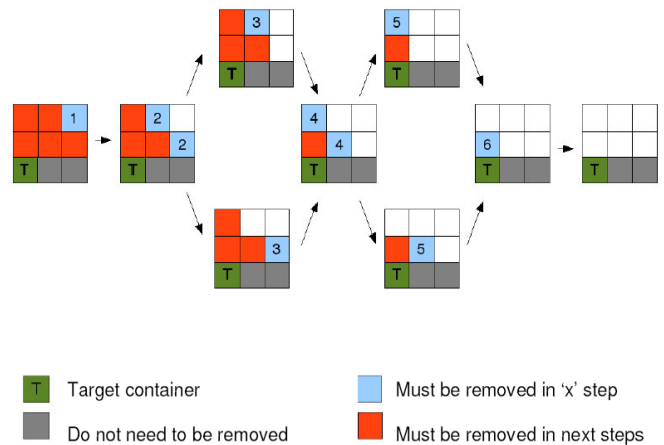 3
T
5
T
1
T
2
2
T
4
4
T
6
T
T
3
T
5
T
T Target container
Must be removed in ‘x’ step
Do not need to be removed
Must be removed in next steps